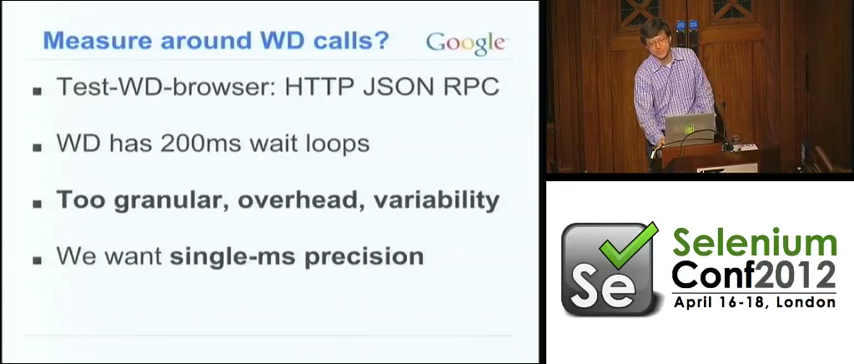 Measure around WD calls?
Google
Test-WD-browser: HTTP JSON RPC
WD has 200ms wait loops
Too granular, overhead, variability
We want single-ms precision
Se
Selenium
Conf2012
April 16-18, London